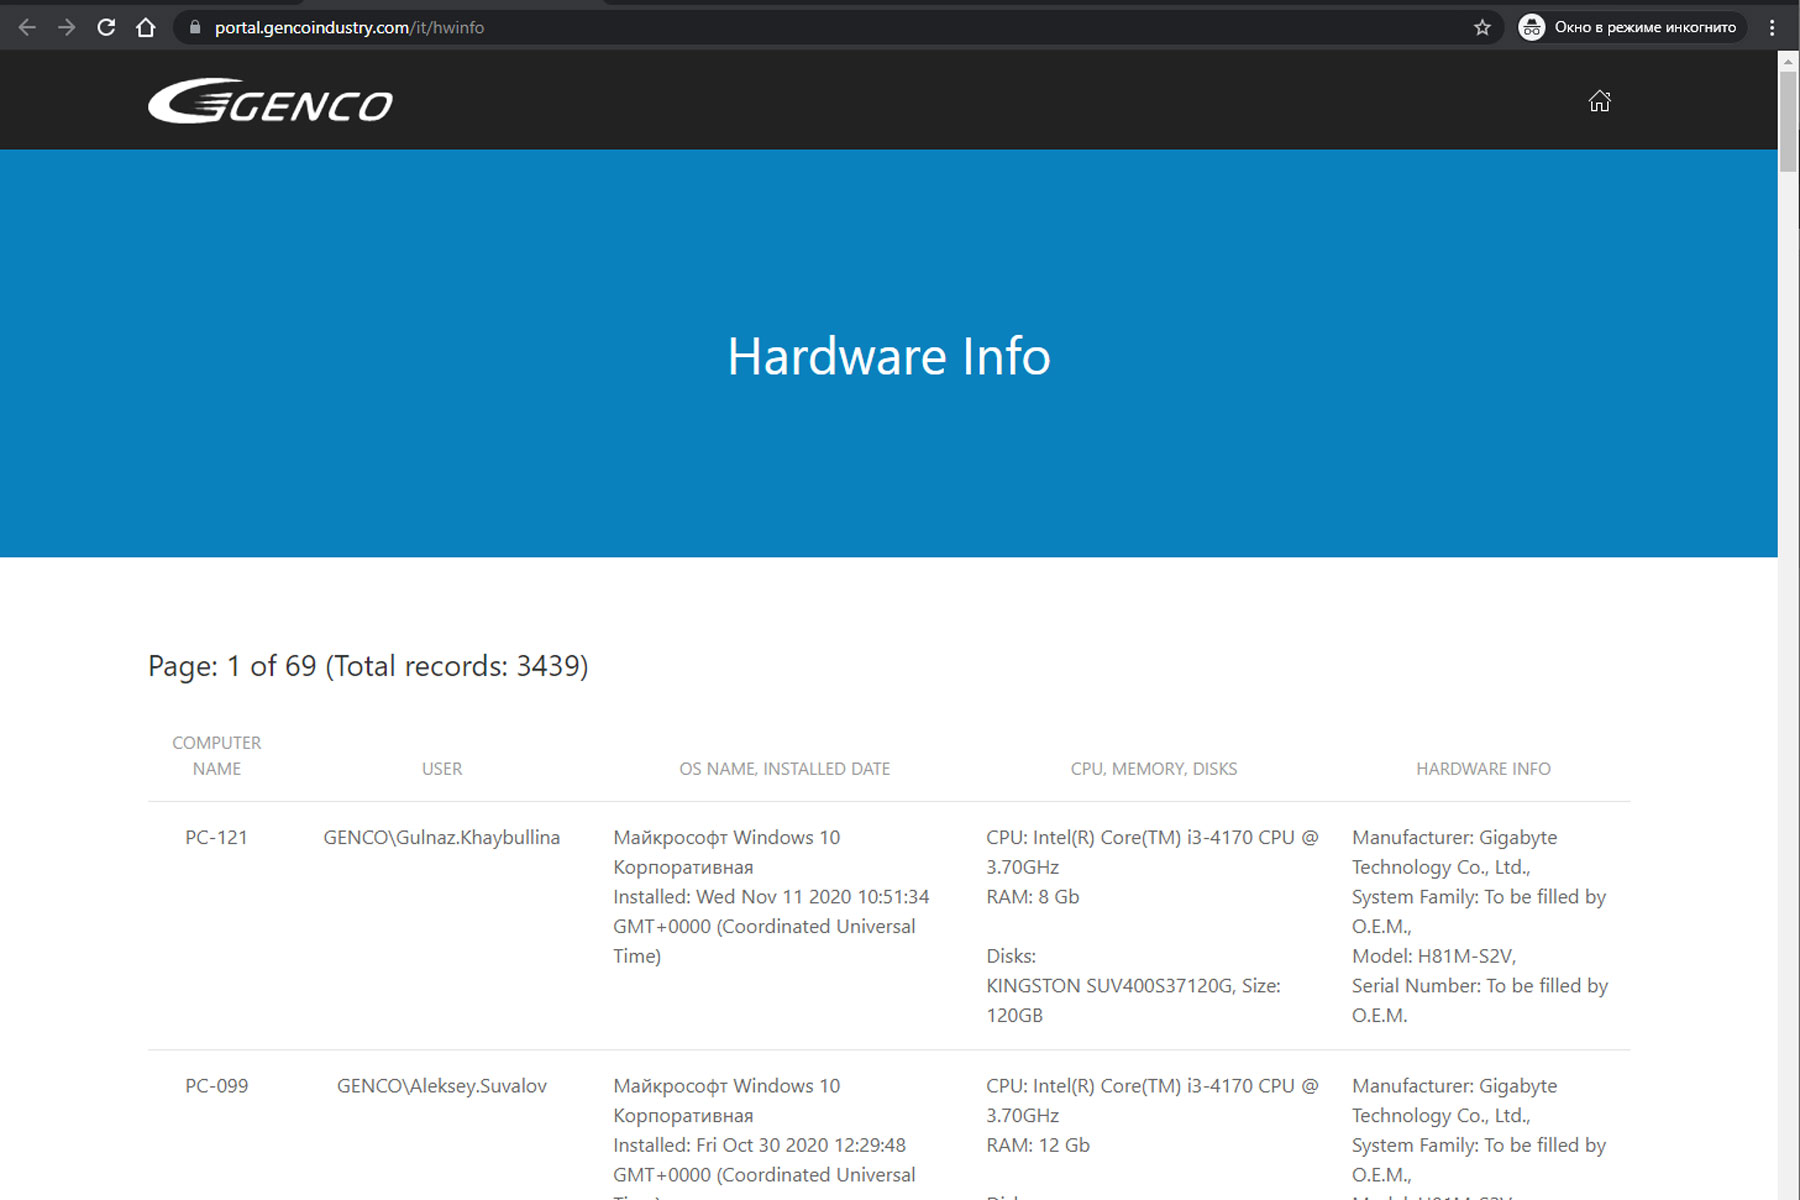 portal.gencoindustry.com/it/hwinfo
Окно в режиме инкогнито
GENCO
Hardware Info
Page: 1 of 69 (Total records: 3439)
COMPUTER
NAME
USER
OS NAME, INSTALLED DATE
CPU, MEMORY, DISKS
HARDWARE INFO
PC-121
GENCO\Gulnaz.Khaybullina
Майкрософт Windows 10
Корпоративная
Installed: Wed Nov 11 2020 10:51:34
GMT+0000 (Coordinated Universal
Time)
CPU: Intel(R) Core(TM) i3-4170 CPU @
3.70GHz
RAM: 8 Gb
Disks:
KINGSTON SUV400S37120G, Size:
120GB
Manufacturer: Gigabyte
Technology Co., Ltd.,
System Family: To be filled by
O.E.M.,
Model: H81M-S2V,
Serial Number: To be filled by
O.E.M.
PC-099
GENCO\Aleksey.Suvalov
Майкрософт Windows 10
Корпоративная
Installed: Fri Oct 30 2020 12:29:48
GMT+0000 (Coordinated Universal
CPU: Intel(R) Core(TM) i3-4170 CPU @
3.70GHz
RAM: 12 Gb
Manufacturer: Gigabyte
Technology Co., Ltd.,
System Family: To be filled by
O.E.M.,